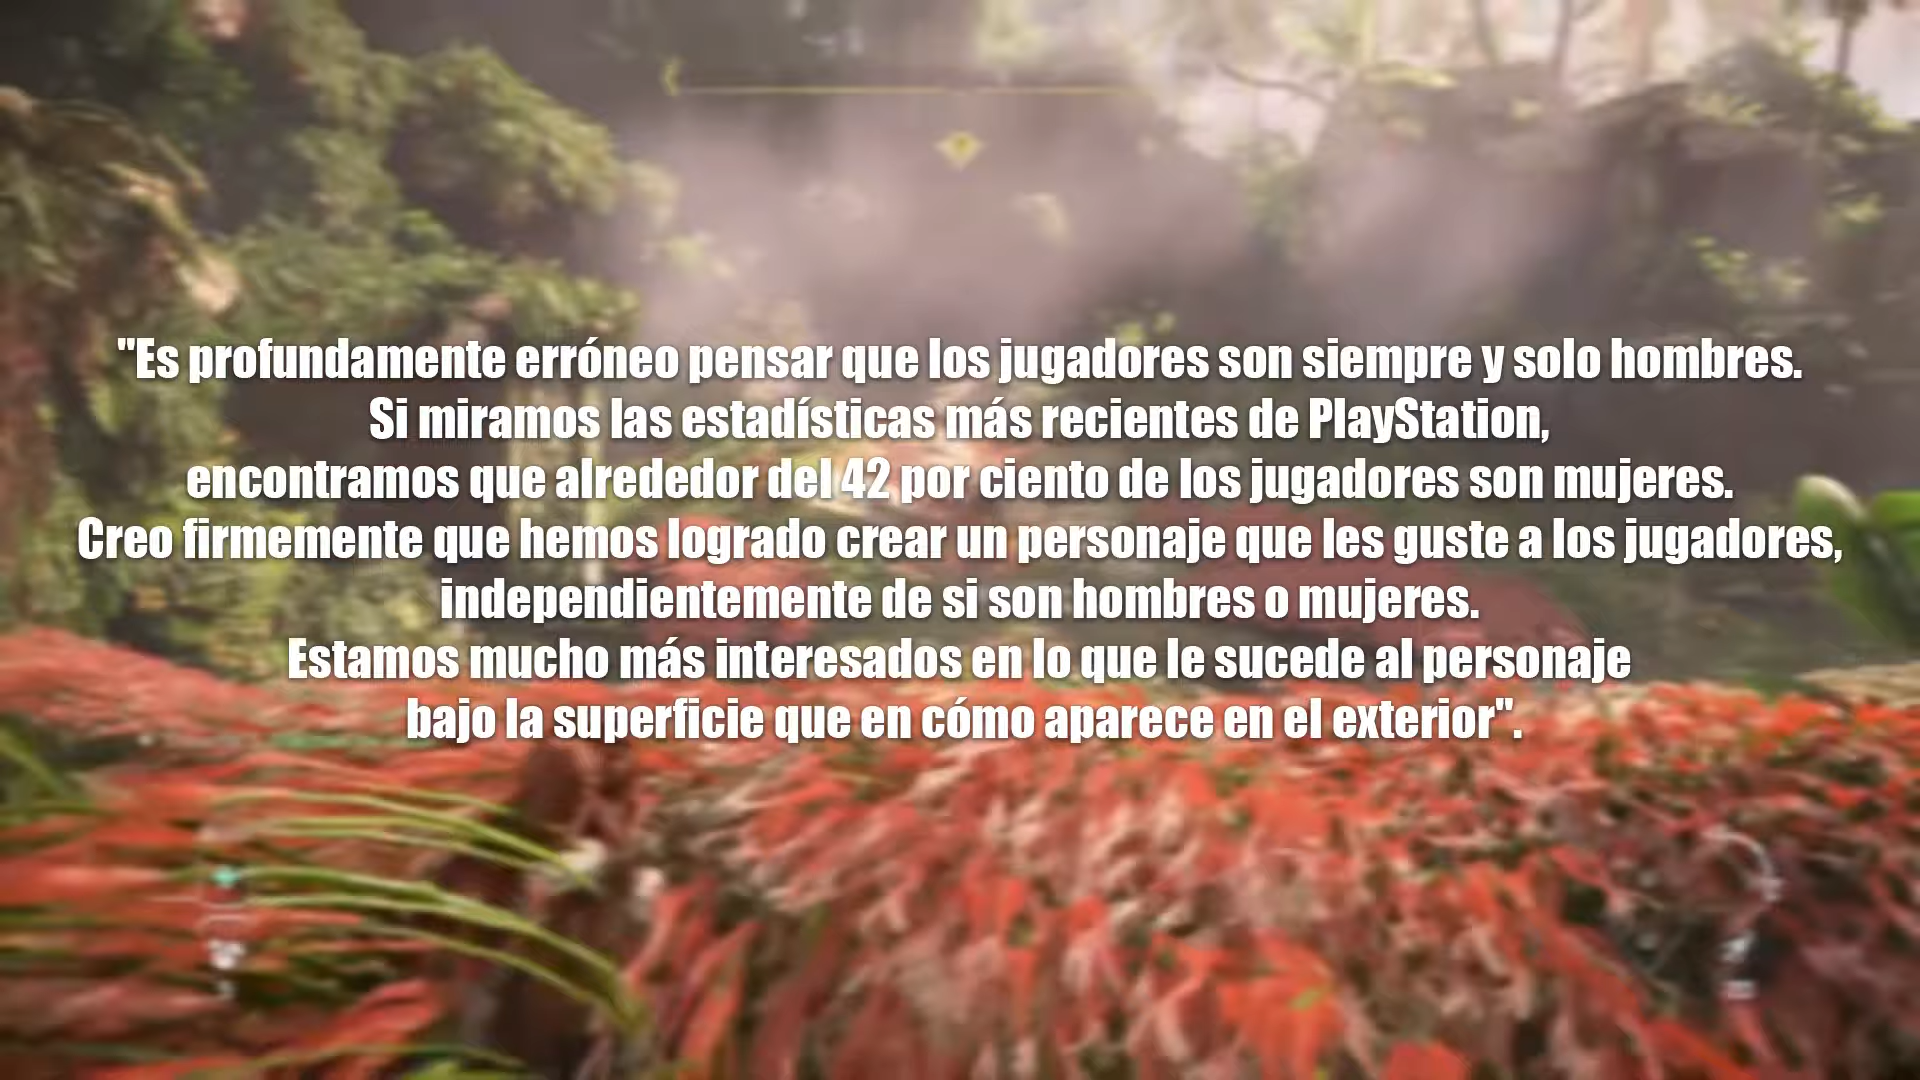 "Es profundamente erróneo pensar que los jugadores son siempre y solo hombres.
Si miramos las estadísticas más recientes de PlayStation,
encontramos que alrededor del 42 por ciento de los jugadores son mujeres.
Creo firmemente que hemos logrado crear un personaje que les guste a los jugadores,
independientemente de si son hombres o mujeres.
Estamos mucho más interesados en lo que le sucede al personaje
bajo la superficie que en cómo aparece en el exterior".